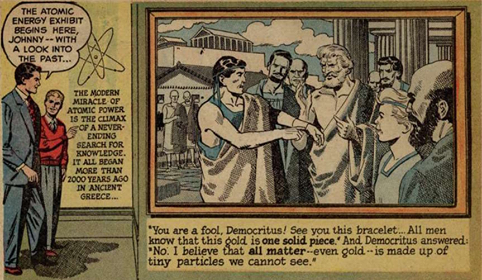 THE ATOMIC
ENERGY EXHIBIT
BEGINS HERE,
JOHNNY--WITH
A LOOK INTO
THE PAST...
THE MODERN
MIRACLE OF
ATOMIC POWER
IS THE CLIMAX
OF A NEVER-
ENDING
SEARCH FOR
KNOWLEDGE.
IT ALL BEGAN
MORE THAN
2000 YEARS AGO
IN ANCIENT
GREECE...
"You are a fool, Democritus! See you this bracelet... All men
know that this gold is one solid piece." And Democritus answered:
"No. I believe that all matter--even gold--is made up of
tiny particles we cannot see."